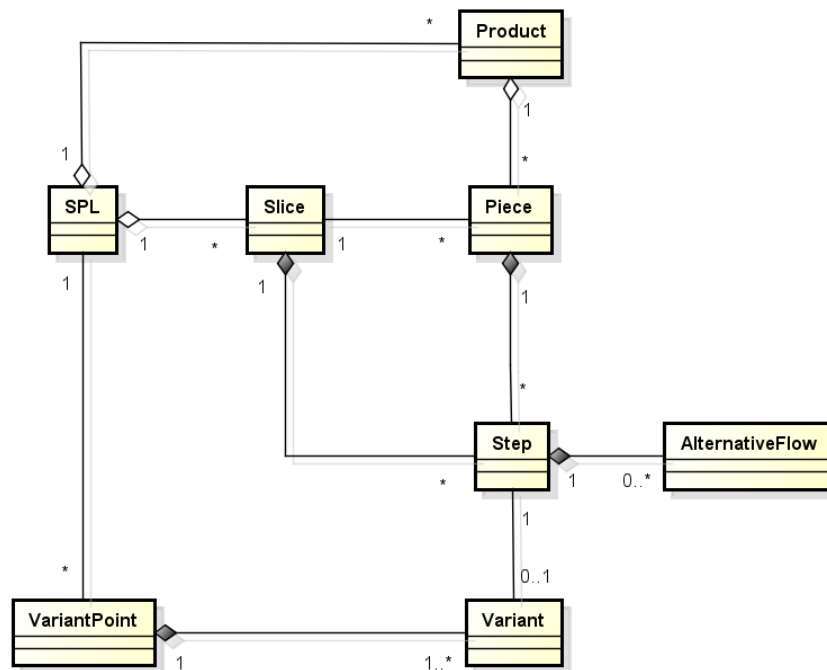 *
Product
1
1
*
SPL
Slice
Piece
1
*
1
*
1
1
1
*
Step
AlternativeFlow
*
1
0..*
1
*
0..1
VariantPoint
Variant
1
1..*